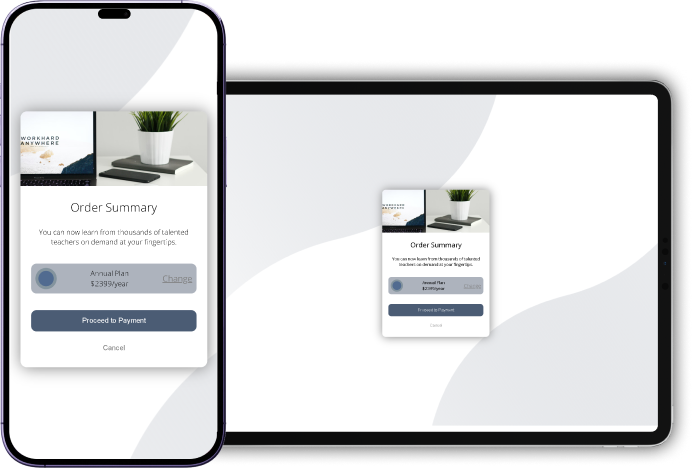 WORKHARD
ANYWHERE
Order Summary
You can now learn from thousands of talented
teachers on demand at your fingertips.
Annual Plan
$2399/year
Change
Proceed to Payment
Cancel
WORKHARD
ANYWHERE
Order Summary
You can now learn from thousands of talented
teachers on demand at your fingertips.
Annual Plan
$2399/year
Change
Proceed to Payment
Cancel